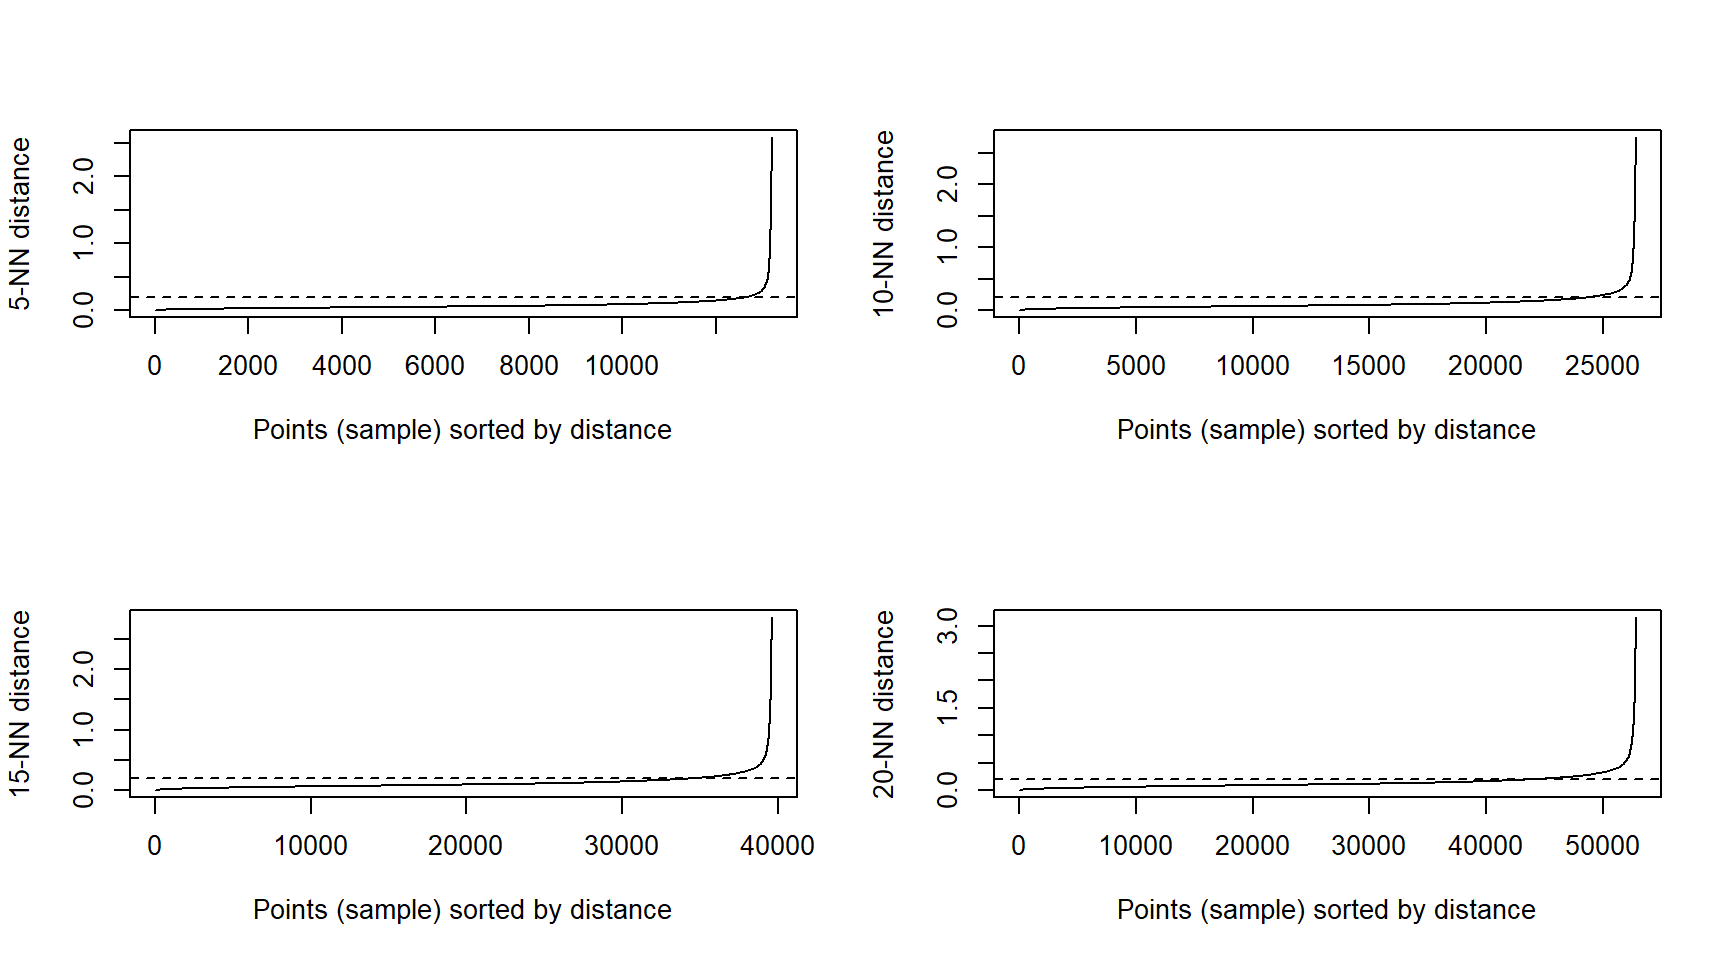 5-NN distance
0.0 1.0 2.0
0 2000 4000 6000 8000 10000
Points (sample) sorted by distance
10-NN distance
0.0 1.0 2.0
0 5000 10000 15000 20000 25000
Points (sample) sorted by distance
15-NN distance
0.0 1.0 2.0
0 10000 20000 30000 40000
Points (sample) sorted by distance
20-NN distance
0.0 1.5 3.0
0 10000 20000 30000 40000 50000
Points (sample) sorted by distance